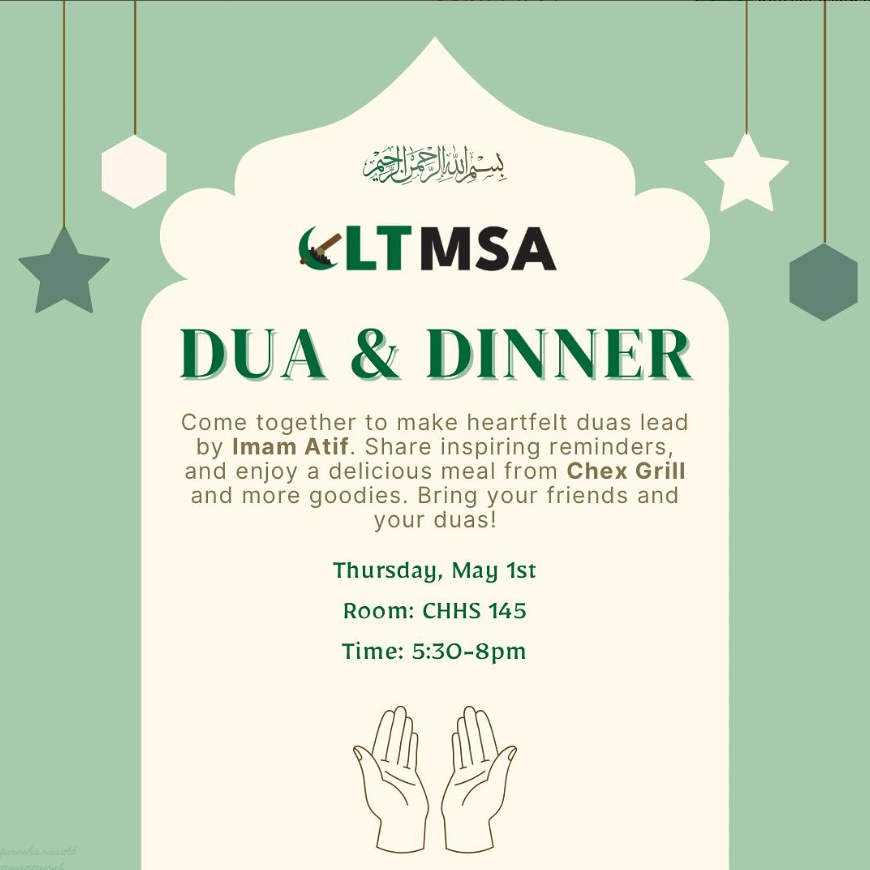 بسم الله الرحمن الرحيم
CLTMSA
DUA & DINNER
Come together to make heartfelt duas lead
by Imam Atif. Share inspiring reminders,
and enjoy a delicious meal from Chex Grill
and more goodies. Bring your friends and
your duas!
Thursday, May 1st
Room: CHHS 145
Time: 5:30-8pm